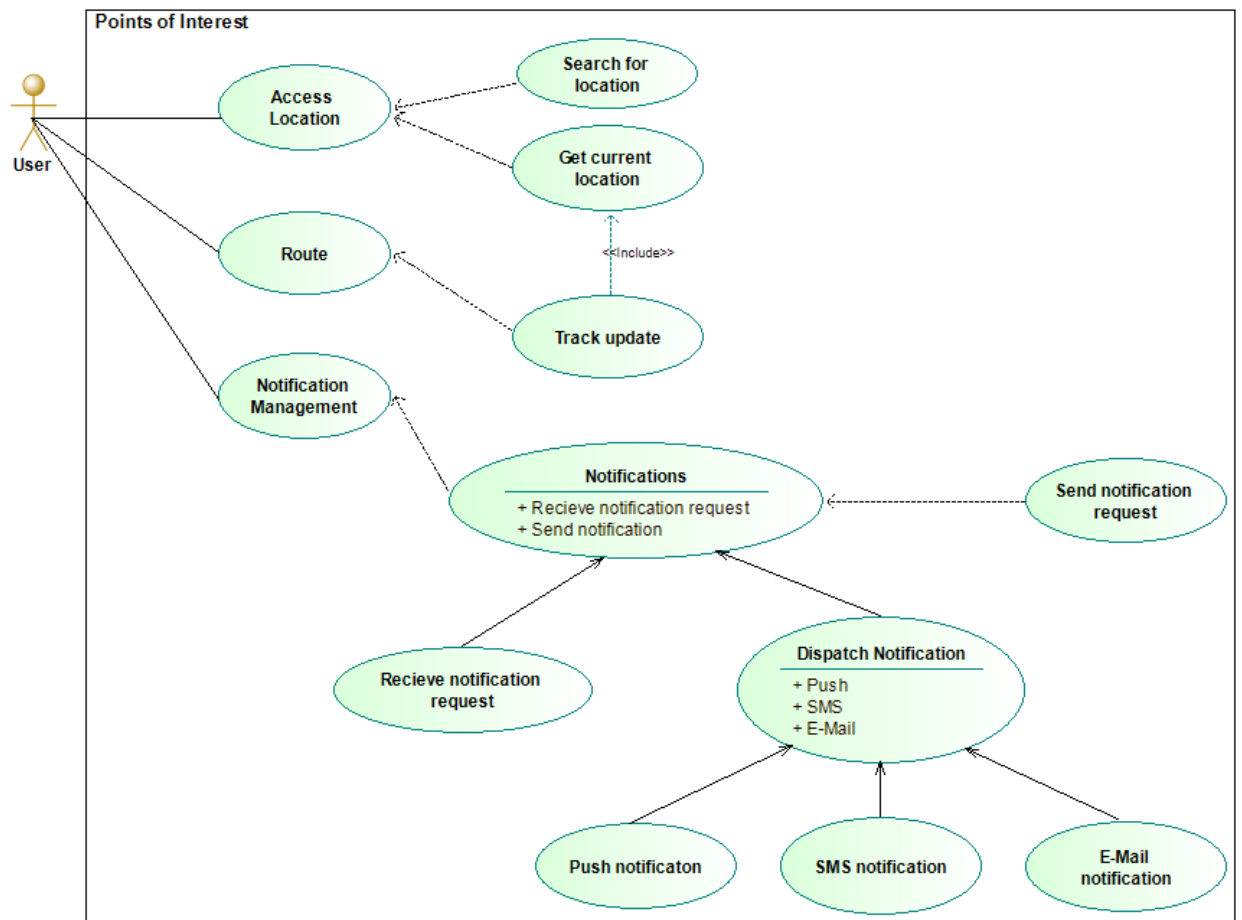 Points of Interest
User
Access
Location
Search for
location
Get current
location
<<Include>>
Route
Track update
Notification
Management
Notifications
+ Recieve notification request
+ Send notification
Send notification
request
Recieve notification
request
Dispatch Notification
+ Push
+ SMS
+ E-Mail
Push notificaton
SMS notification
E-Mail
notification